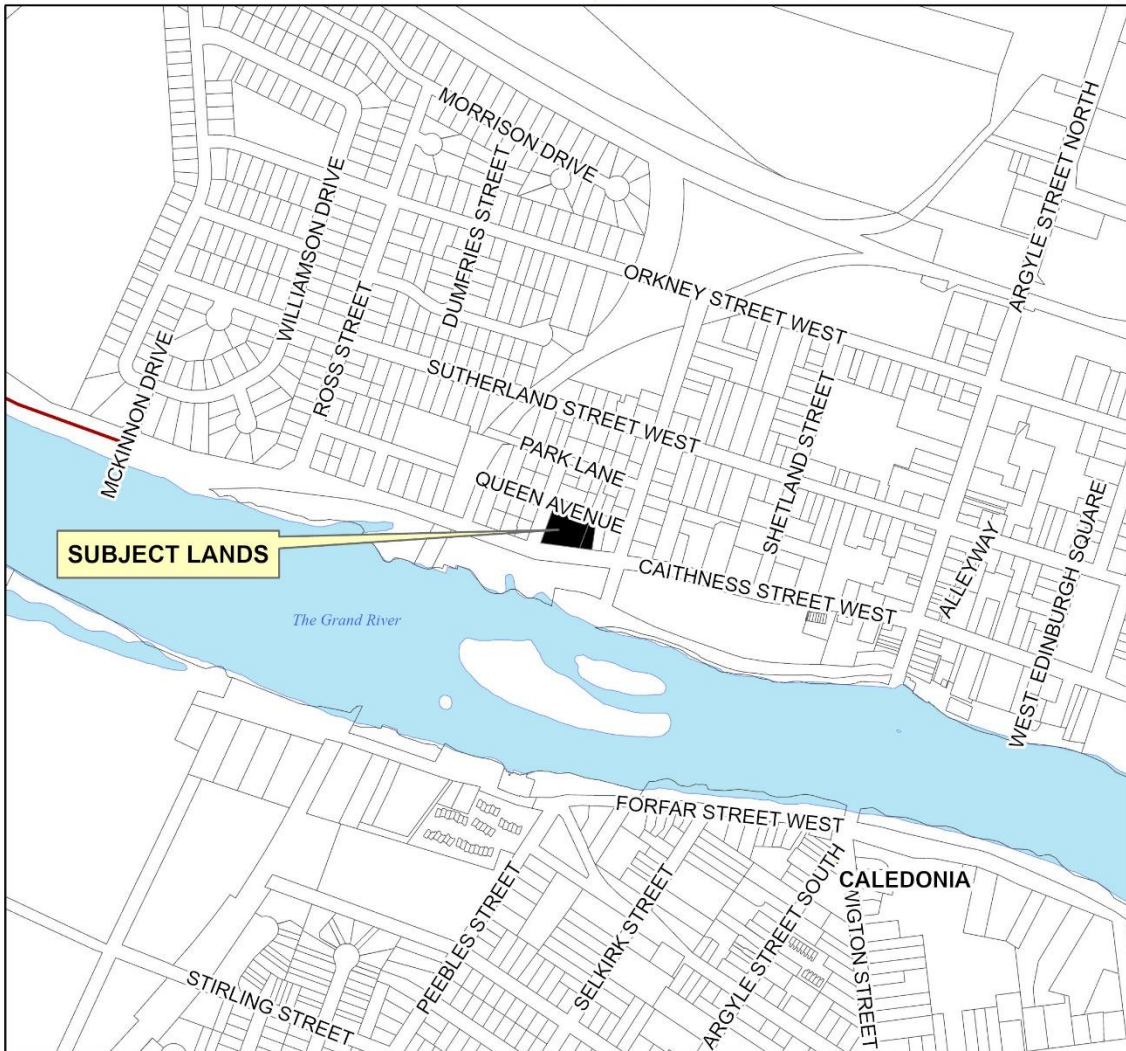 MORRISON DRIVE
ARGYLE STREET NORTH
WILLIAMSON DRIVE
DUMFRIES STREET
ORKNEY STREET WEST
ROSS STREET
MCKINNON DRIVE
SUTHERLAND STREET WEST
SHETLAND STREET
PARK LANE
QUEEN AVENUE
SUBJECT LANDS
CAITHNESS STREET WEST
ALLEYWAY
WEST EDINBURGH SQUARE
The Grand River
FORFAR STREET WEST
CALEDONIA
PEEBLES STREET
SELKIRK STREET
ARGYLE STREET SOUTH
WIGTON STREET
STIRLING STREET